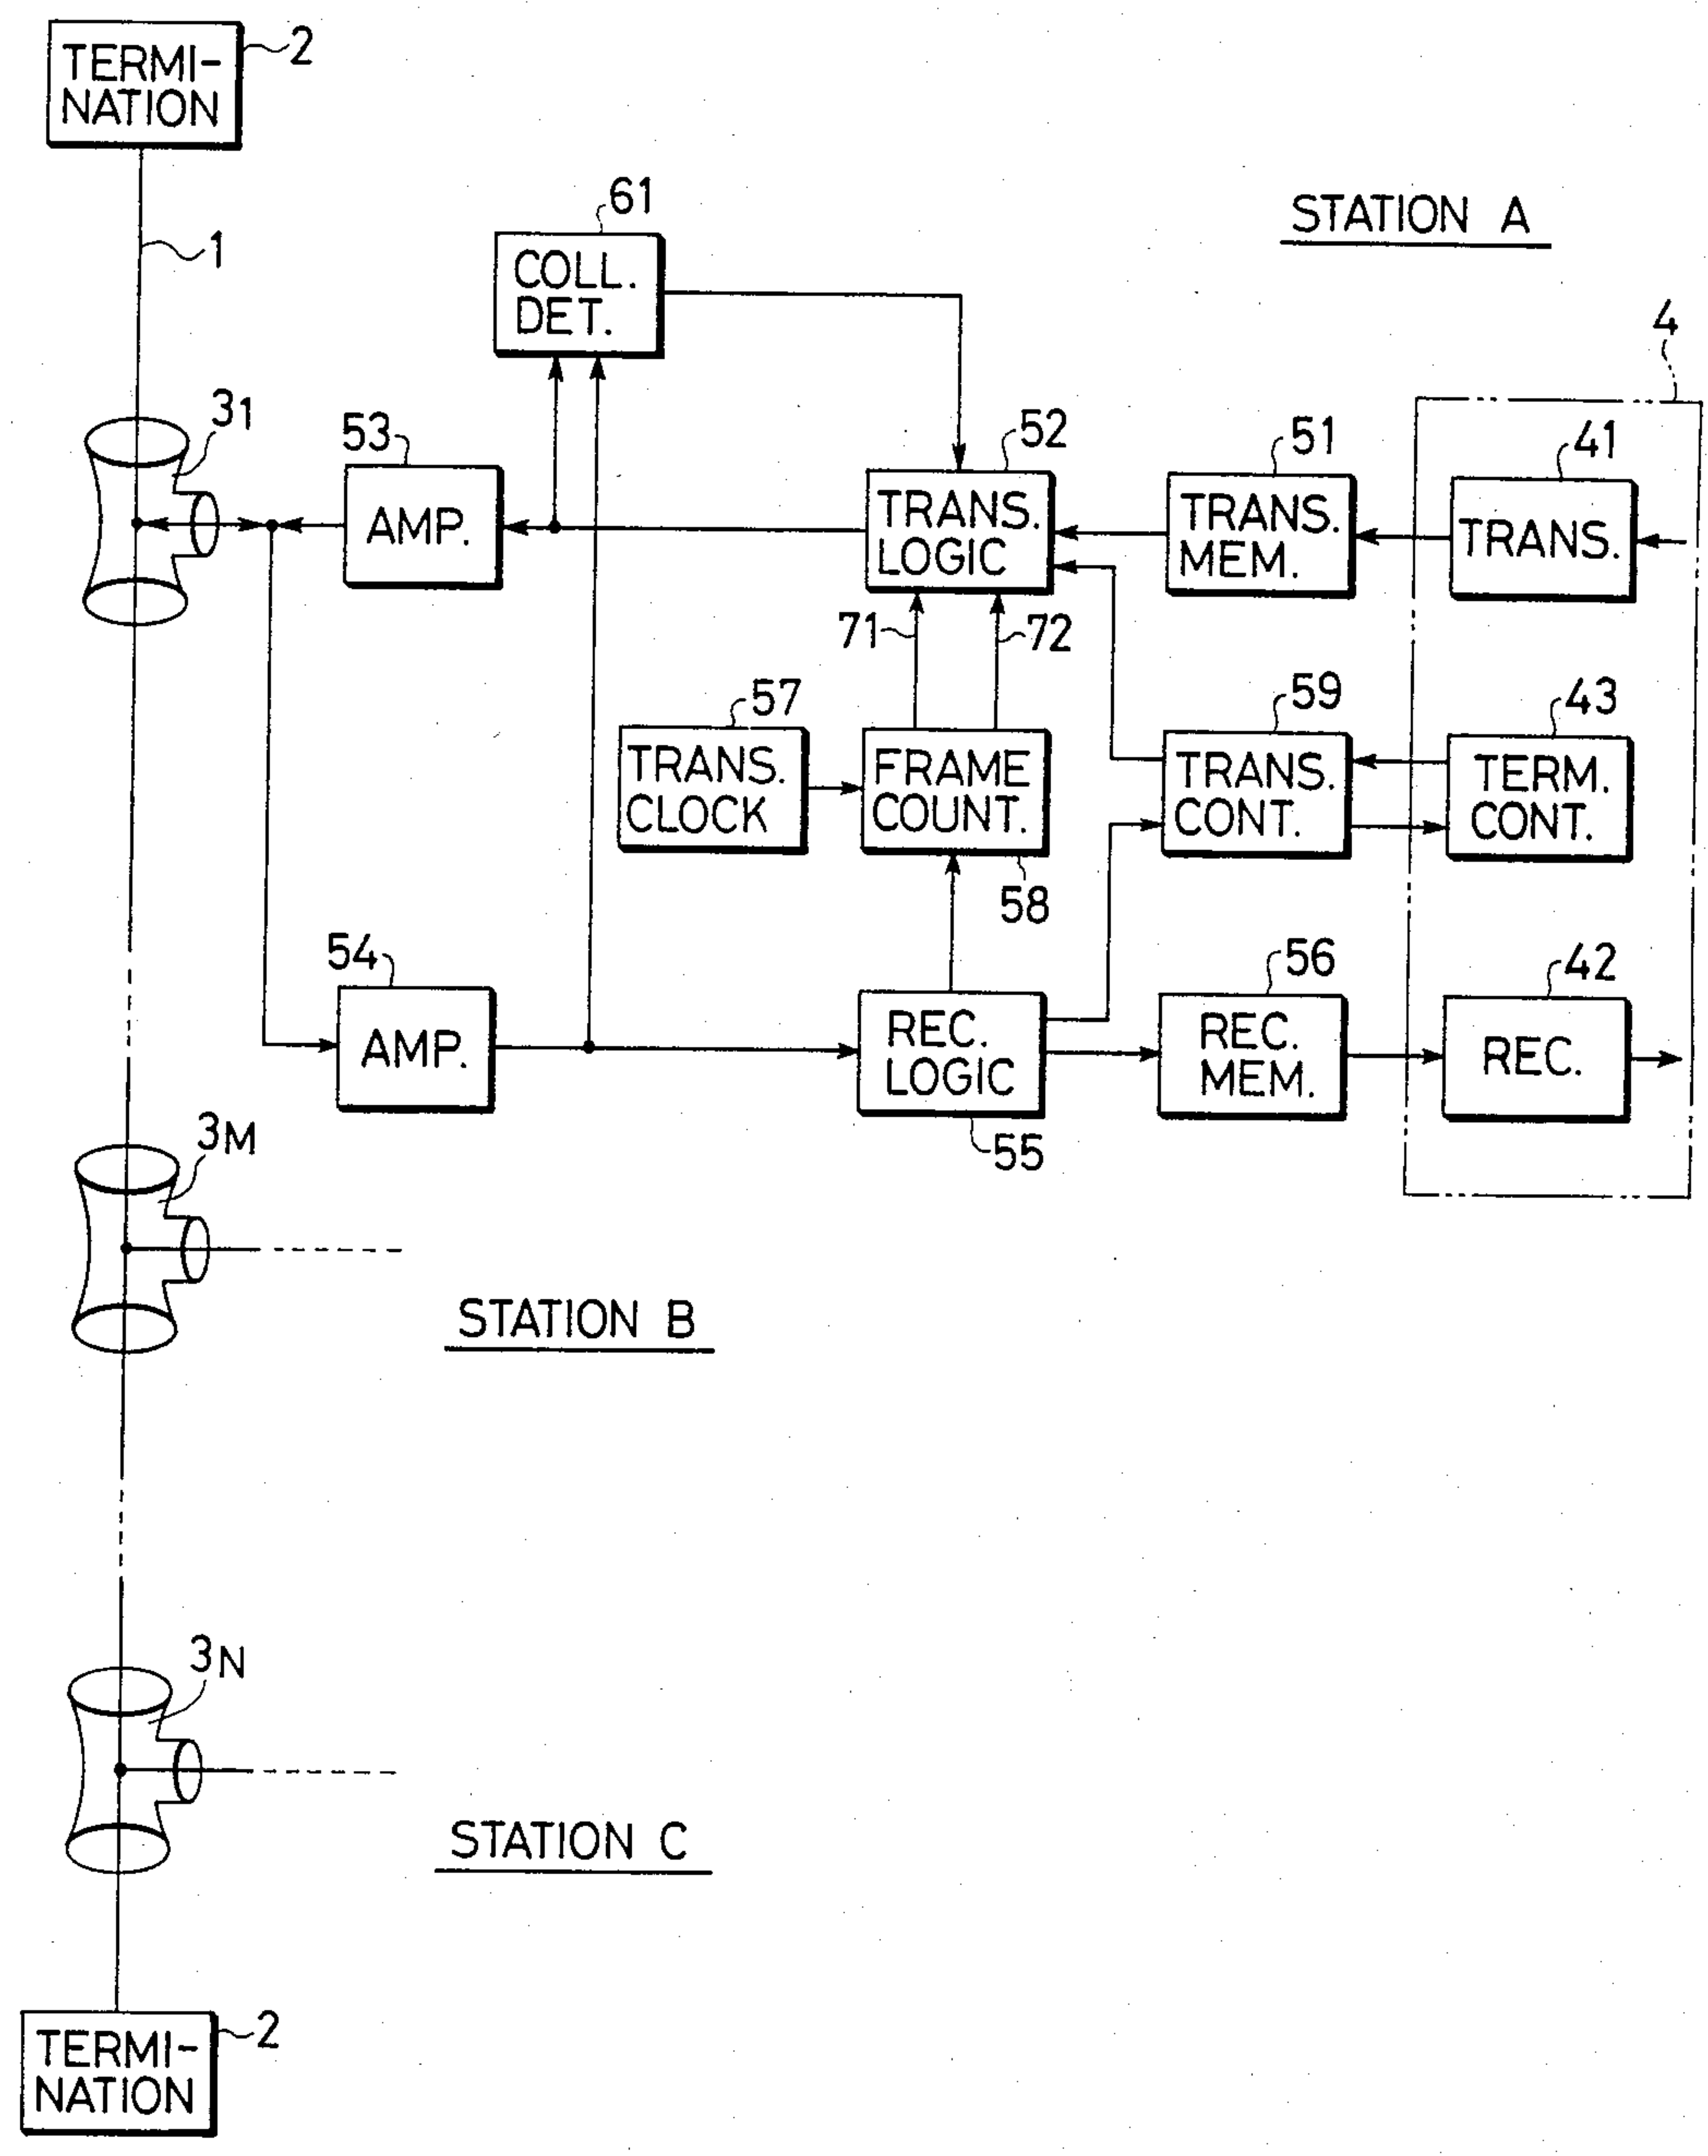 TERMI-
NATION
2
1
61
COLL.
DET.
STATION A
4
31
53
AMP.
52
TRANS.
LOGIC
51
TRANS.
MEM.
41
TRANS.
71
72
57
TRANS.
CLOCK
FRAME
COUNT.
58
59
TRANS.
CONT.
43
TERM.
CONT.
54
AMP.
REC.
LOGIC
55
56
REC.
MEM.
42
REC.
3M
STATION B
3N
STATION C
TERMI-
NATION
2